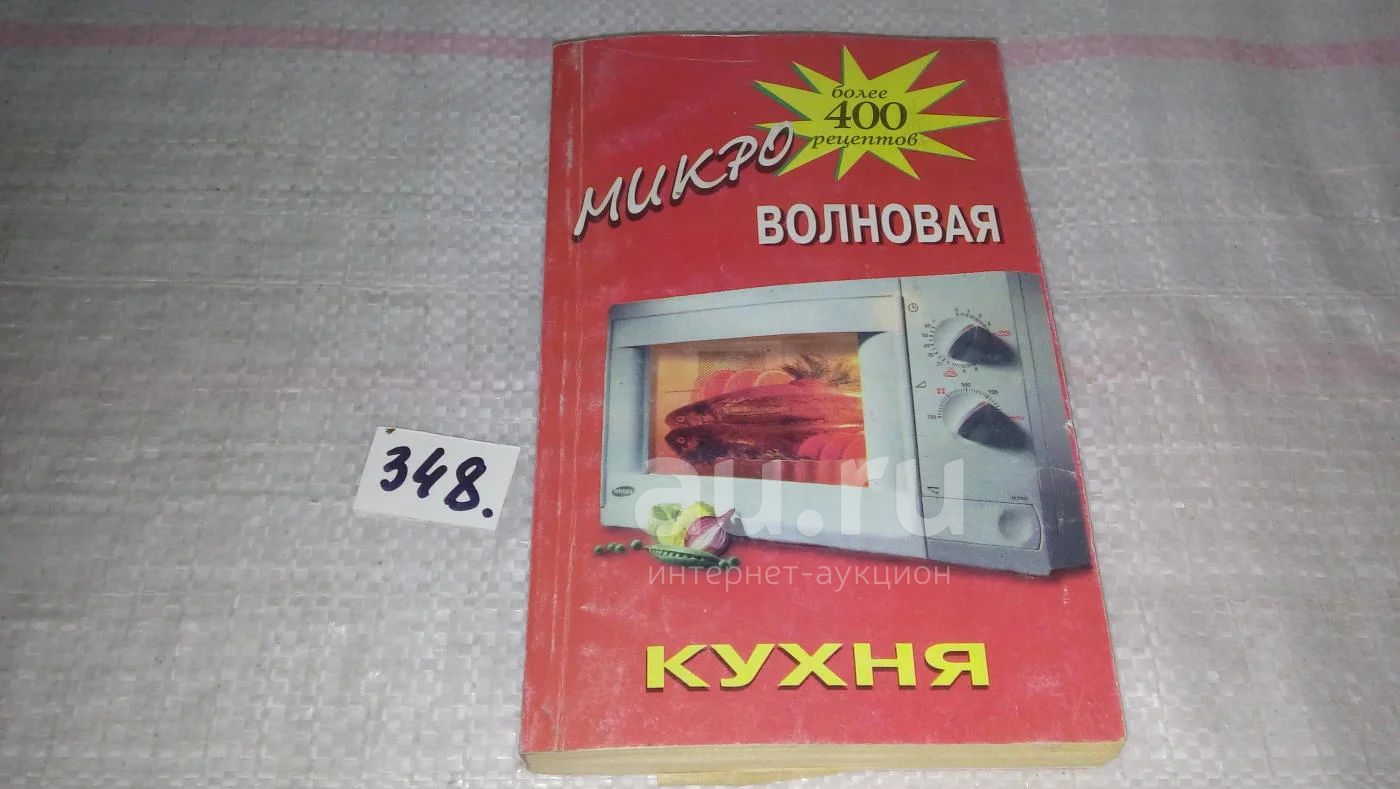 более
400
рецептов
МИКРО
ВОЛНОВАЯ
348.
au.ru
интернет-аукцион
КУХНЯ